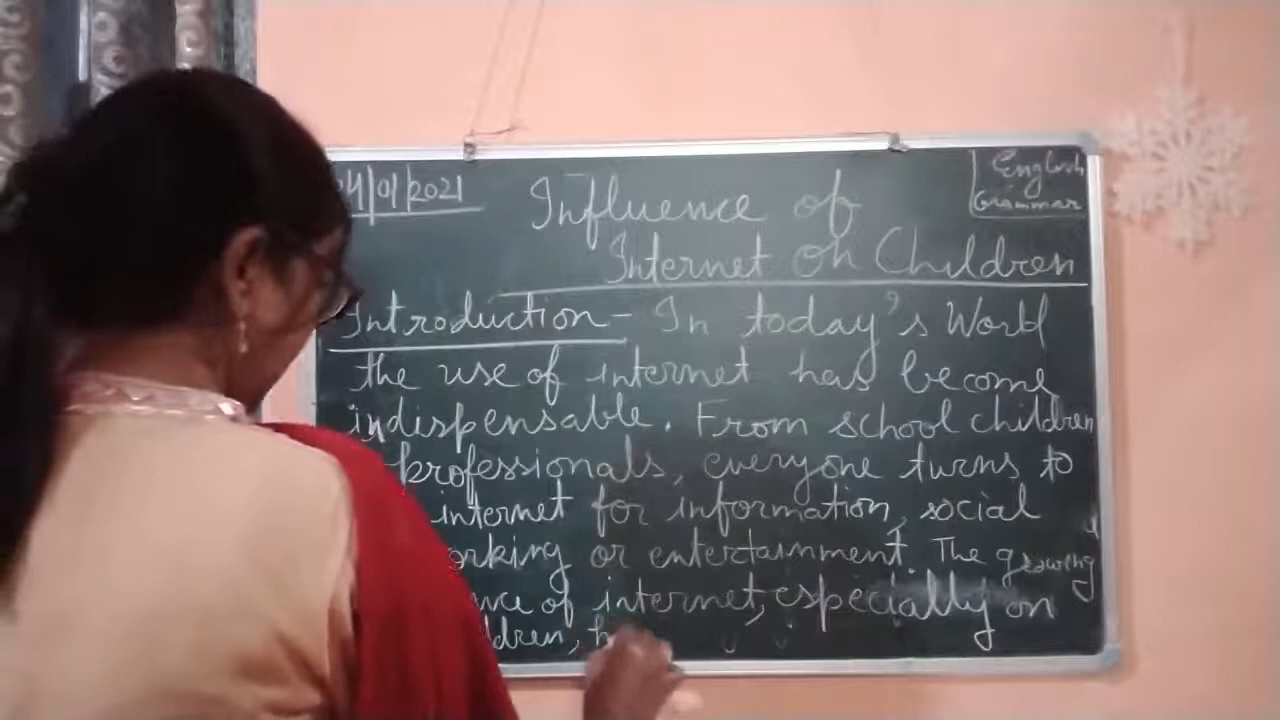 24/01/2021
English
Grammar
Influence of
Internet on Children
Introduction- In today's World
the use of internet has become
indispensable. From school children
professionals, everyone turns to
internet for information, social
orking or entertainment. The growing
nce of internet, especially on
ldren, h